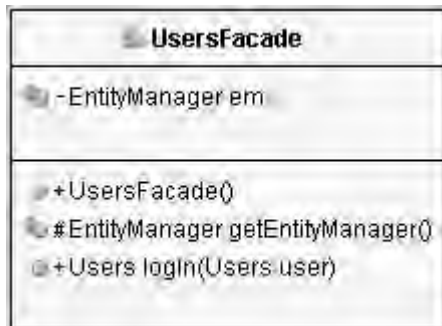 UsersFacade
-EntityManager em
+UsersFacade()
#EntityManager getEntityManager()
+Users logIn(Users user)